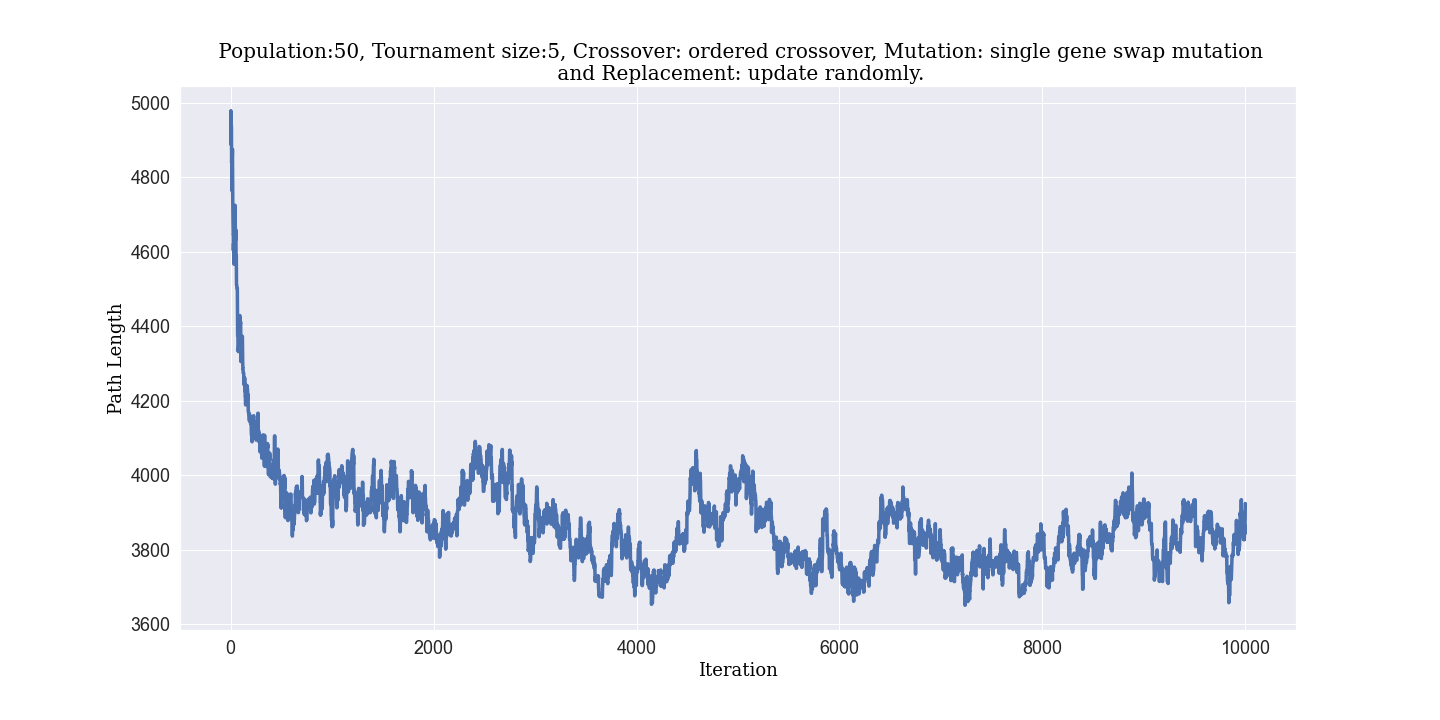 Population:50, Tournament size:5, Crossover: ordered crossover, Mutation: single gene swap mutation
and Replacement: update randomly.
5000
4800
4600
4400
4200
4000
3800
3600
Path Length
0 2000 4000 6000 8000 10000
Iteration